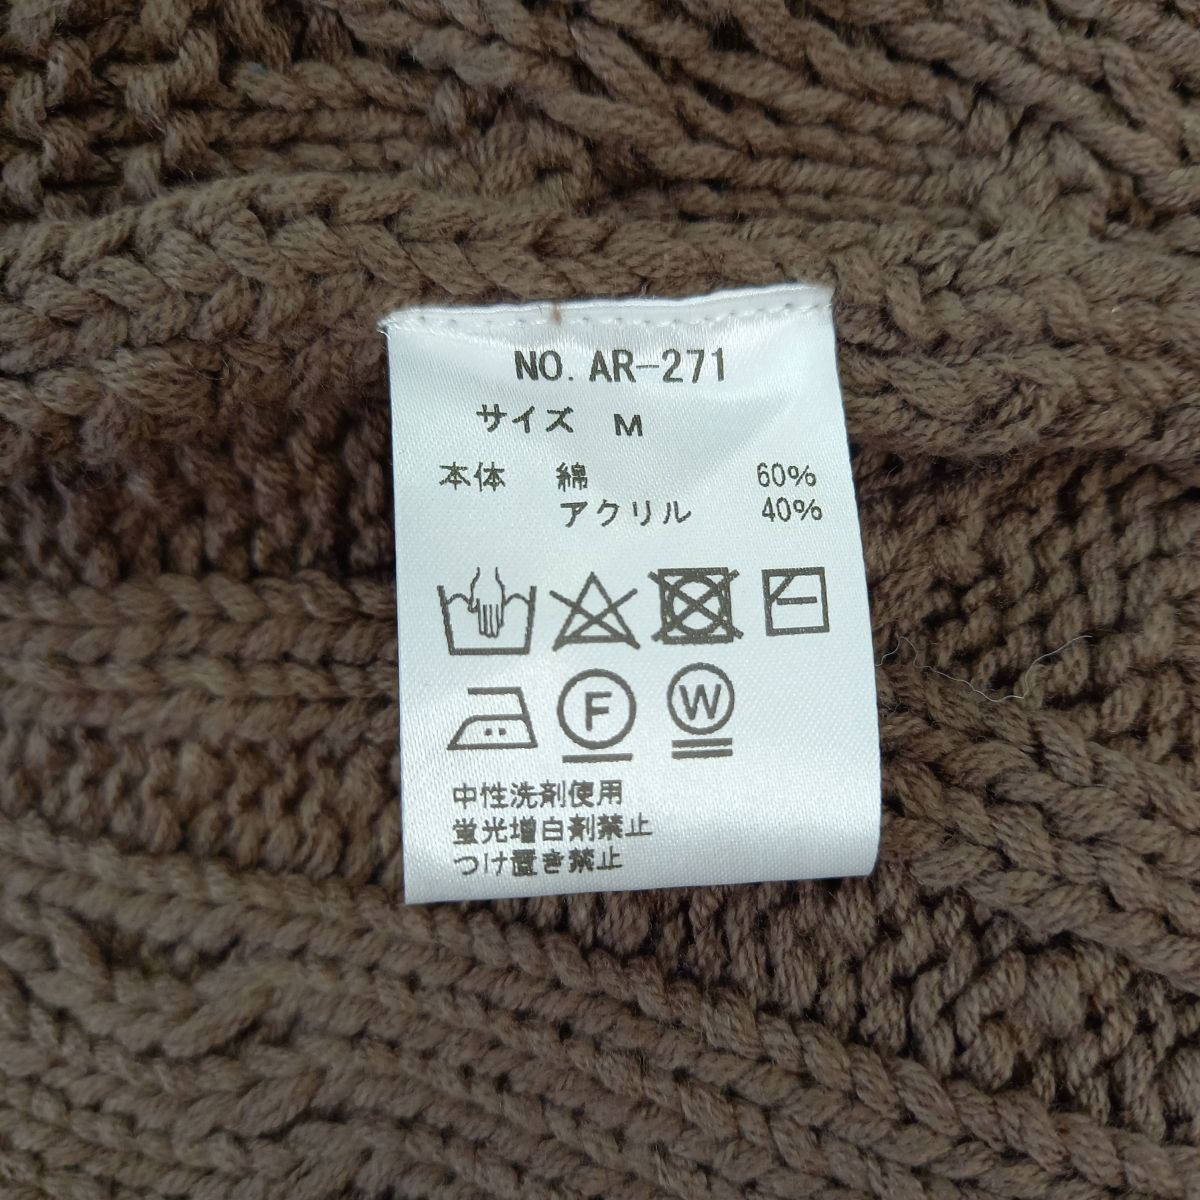 NO. AR-271
サイズ M
本体 綿 60%
アクリル 40%
F W
中性洗剤使用
蛍光増白剤禁止
つけ置き禁止